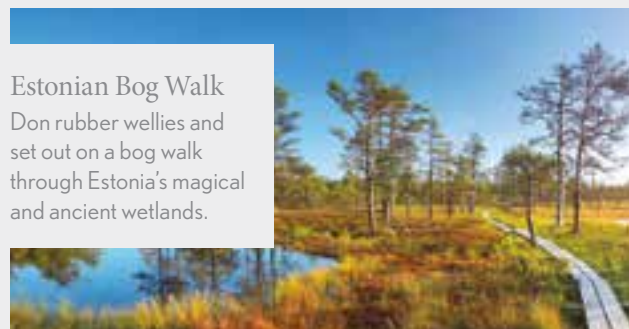 Estonian Bog Walk
Don rubber wellies and
set out on a bog walk
through Estonia's magical
and ancient wetlands.